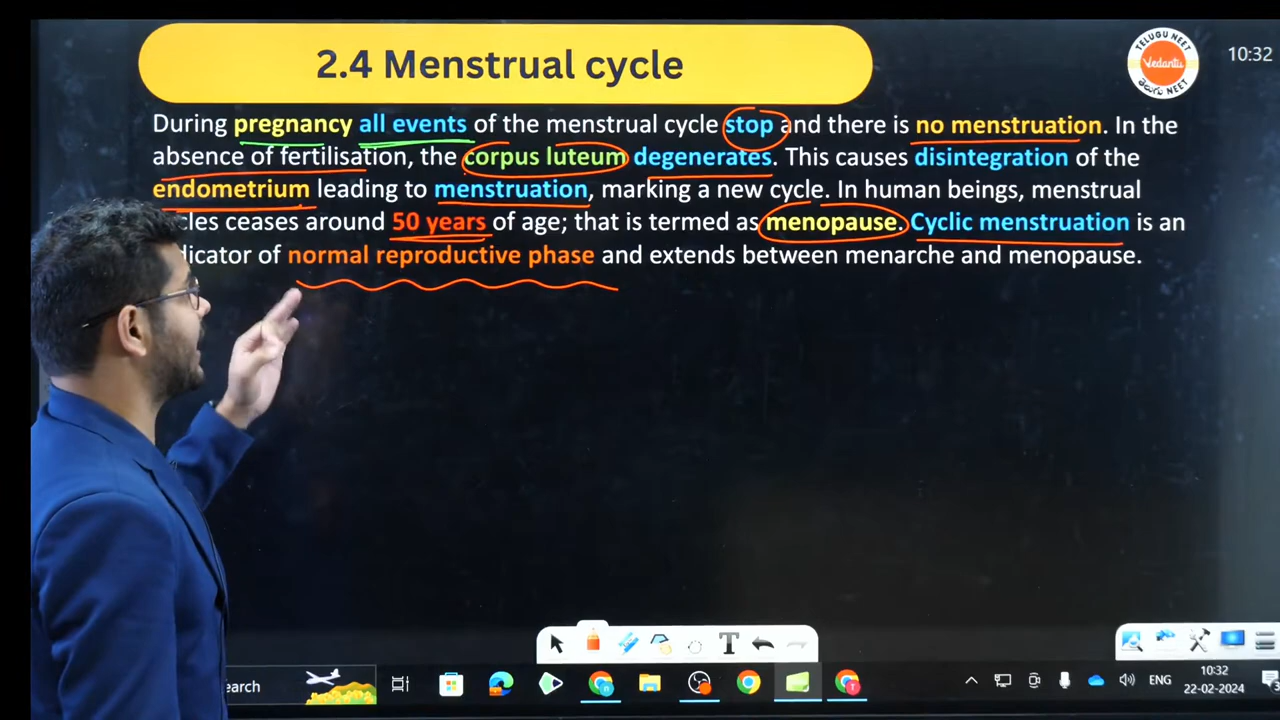 2.4 Menstrual cycle
TELUGU NEET
Vedantu
తెలుగు NEET
10:32
During pregnancy all events of the menstrual cycle stop and there is no menstruation. In the
absence of fertilisation, the corpus luteum degenerates. This causes disintegration of the
endometrium leading to menstruation, marking a new cycle. In human beings, menstrual
cles ceases around 50 years of age; that is termed as menopause. Cyclic menstruation is an
dicator of normal reproductive phase and extends between menarche and menopause.
T
earch
ENG
10:32
22-02-2024